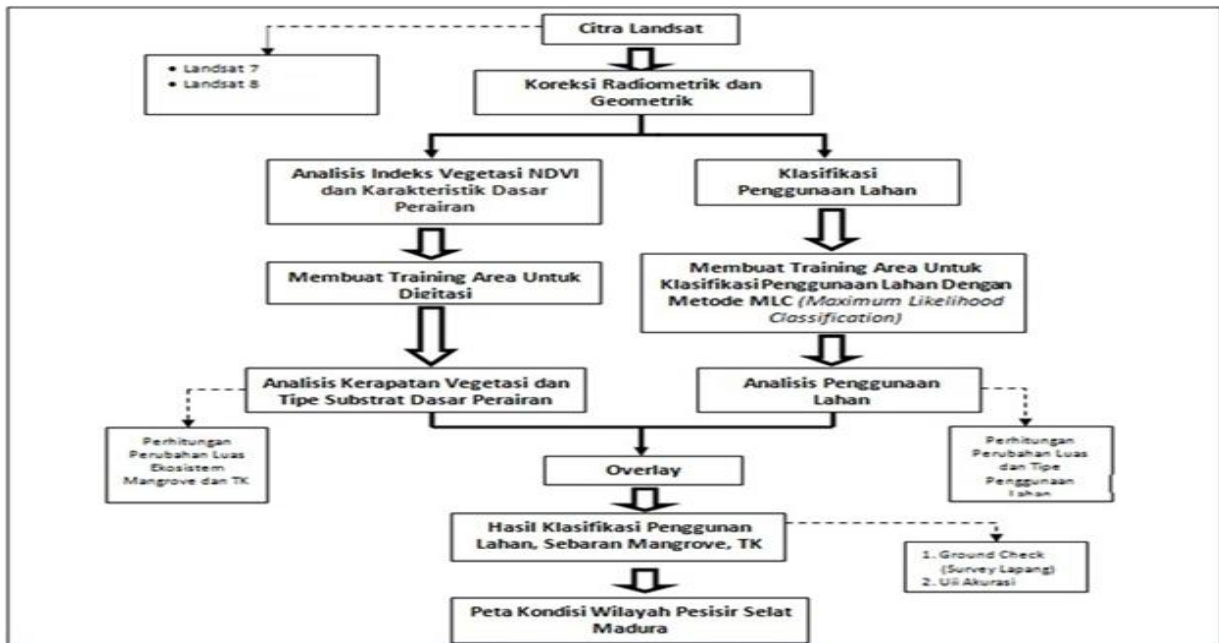 Citra Landsat
• Landsat 7
• Landsat 8
Koreksi Radiometrik dan
Geometrik
Analisis Indeks Vegetasi NDVI
dan Karakteristik Dasar
Perairan
Klasifikasi
Penggunaan Lahan
Membuat Training Area Untuk
Digitasi
Membuat Training Area Untuk
Klasifikasi Penggunaan Lahan Dengan
Metode MLC (Maximum Likelihood
Classification)
Analisis Kerapatan Vegetasi dan
Tipe Substrat Dasar Perairan
Analisis Penggunaan
Lahan
Perhitungan
Perubahan Luas
Ekosistem
Mangrove dan TK
Perhitungan
Perubahan Luas
dan Tipe
Penggunaan
Lahan
Overlay
Hasil Klasifikasi Penggunan
Lahan, Sebaran Mangrove, TK
1. Ground Check
(Survey Lapang)
2. Uji Akurasi
Peta Kondisi Wilayah Pesisir Selat
Madura